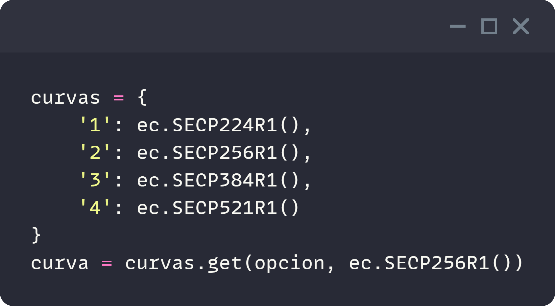 curvas = {
    '1': ec.SECP224R1(),
    '2': ec.SECP256R1(),
    '3': ec.SECP384R1(),
    '4': ec.SECP521R1()
}
curva = curvas.get(opcion, ec.SECP256R1())